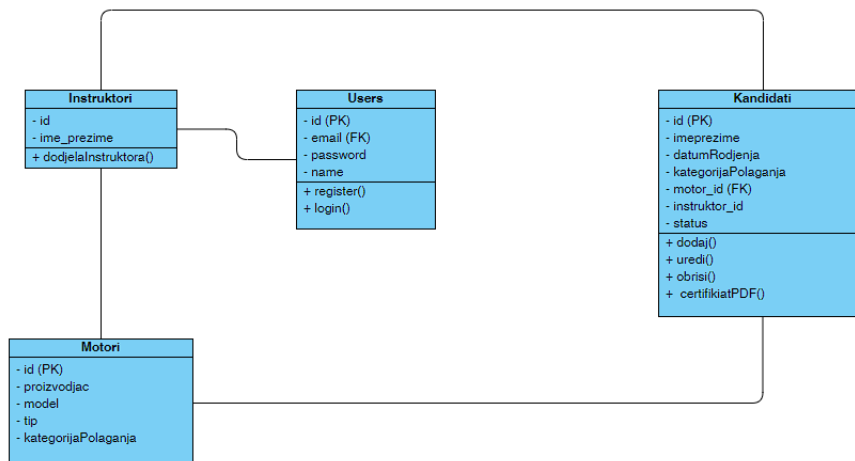 Instruktori
- id
- ime_prezime
+ dodjelaInstruktora()
Users
- id (PK)
- email (FK)
- password
- name
+ register()
+ login()
Kandidati
- id (PK)
- imeprezime
- datumRodjenja
- kategorijaPolaganja
- motor_id (FK)
- instruktor_id
- status
+ dodaj()
+ uredi()
+ obrisi()
+ certifikiatPDF()
Motori
- id (PK)
- proizvodjac
- model
- tip
- kategorijaPolaganja